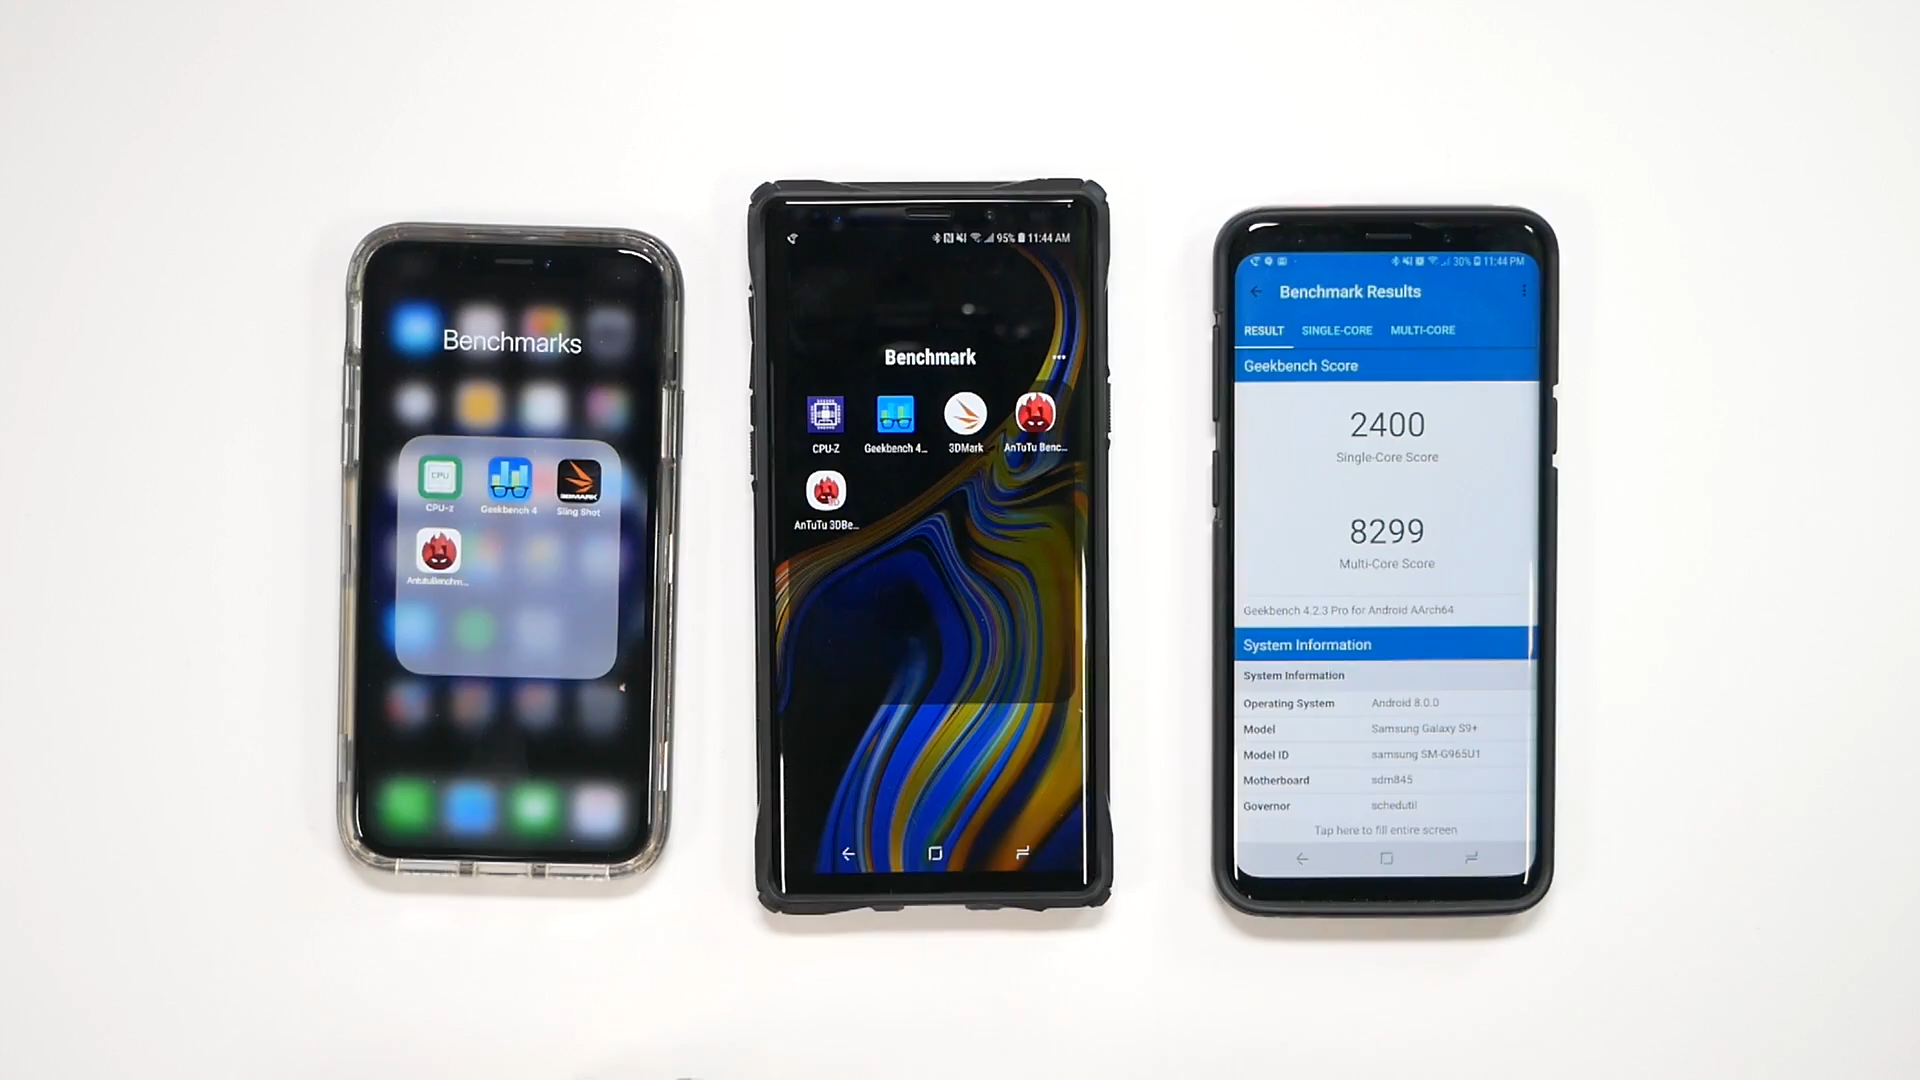 Benchmarks
CPU
3DMARK
CPU-z
Geekbench 4
Sling Shot
AntutuBenchm...
95% 11:44 AM
Benchmark
CPU-Z
Geekbench 4...
3DMark
AnTuTu Benc...
3D
AnTuTu 3DBe...
30% 11:44 PM
Benchmark Results
RESULT SINGLE-CORE MULTI-CORE
Geekbench Score
2400
Single-Core Score
8299
Multi-Core Score
Geekbench 4.2.3 Pro for Android AArch64
System Information
System Information
Operating System Android 8.0.0
Model Samsung Galaxy S9+
Model ID samsung SM-G965U1
Motherboard sdm845
Governor schedutil
Tap here to fill entire screen